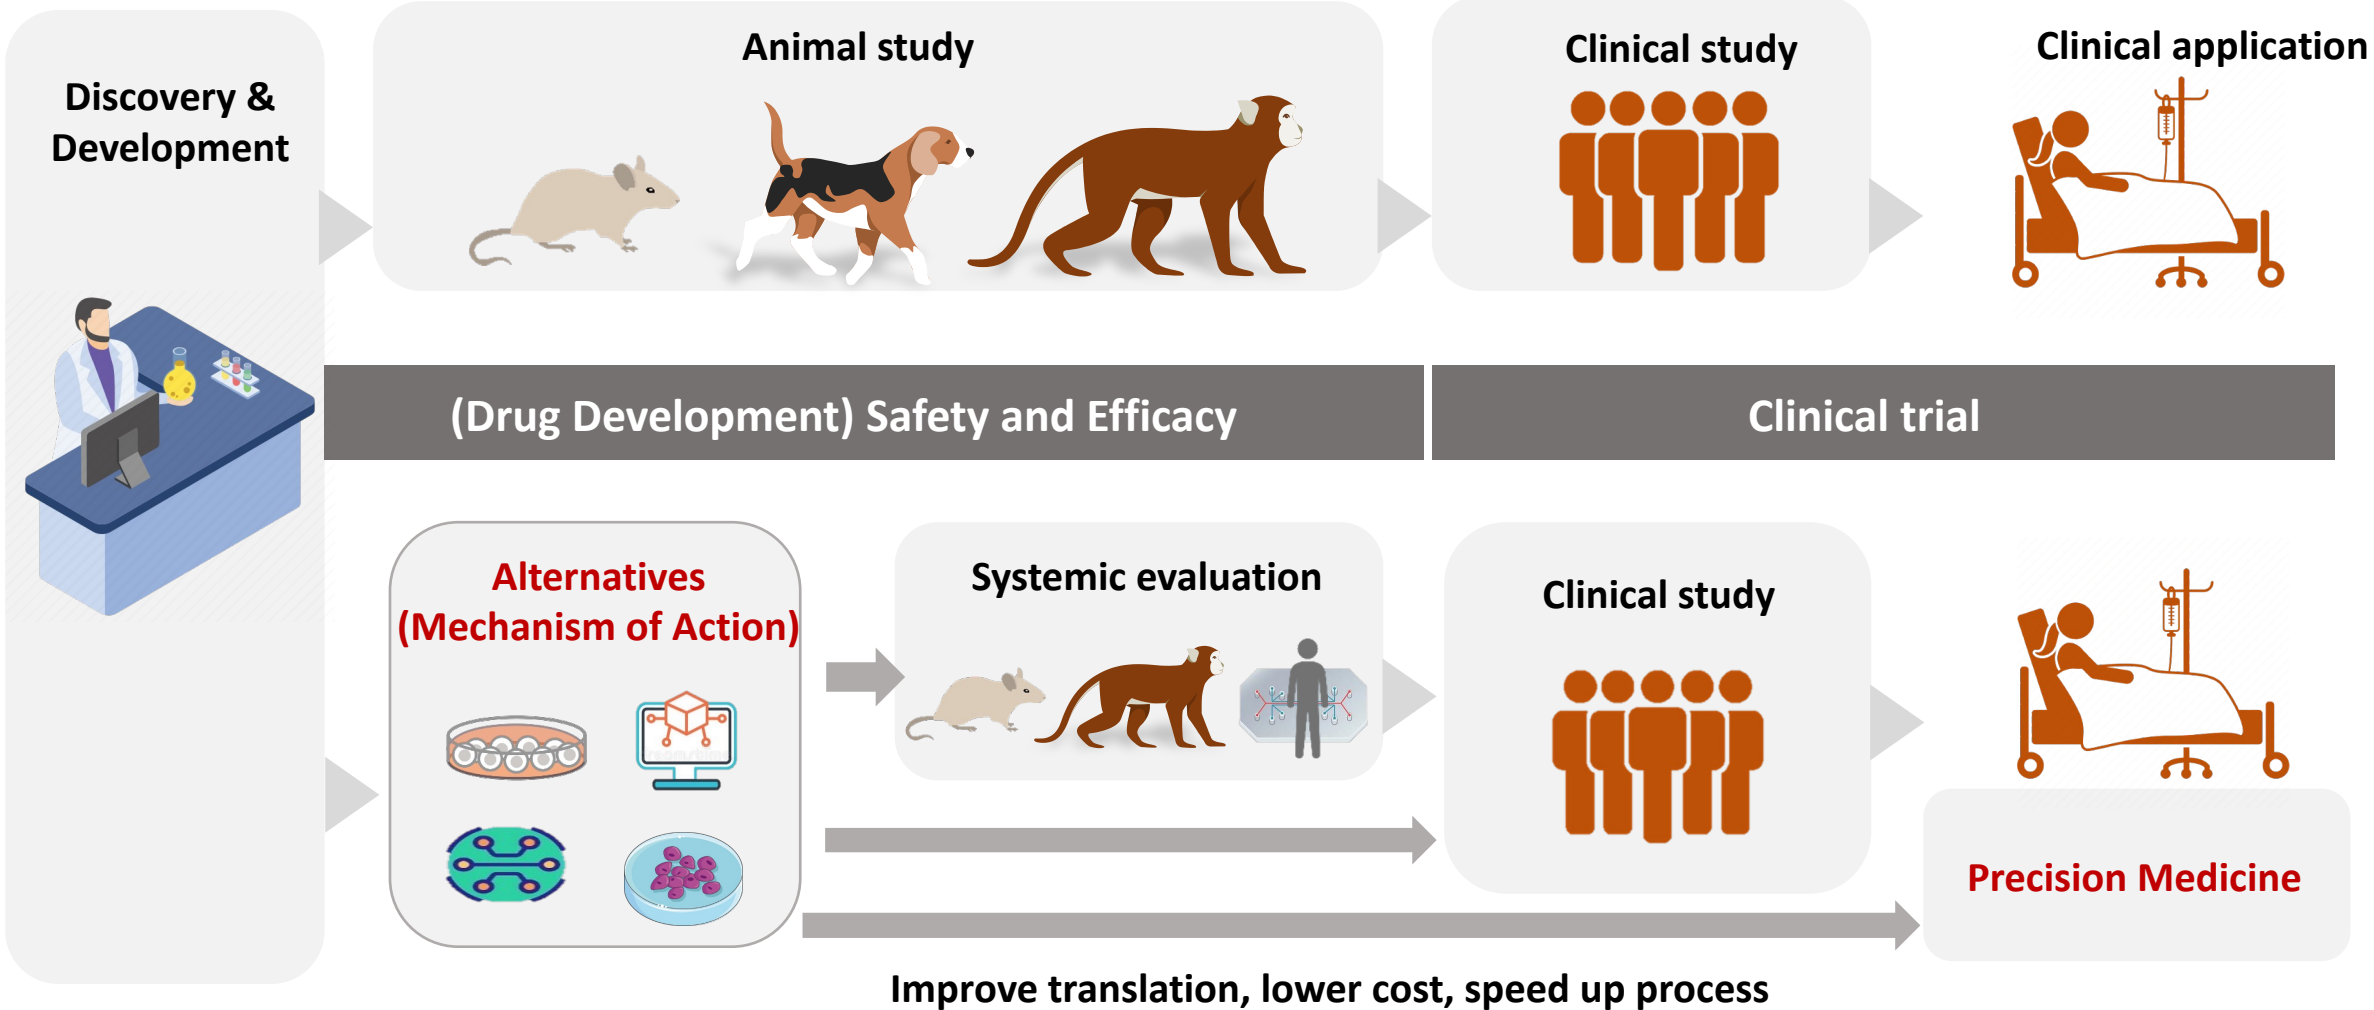 Discovery &
Development
Animal study
Clinical study
Clinical application
(Drug Development) Safety and Efficacy
Clinical trial
Alternatives
(Mechanism of Action)
Systemic evaluation
Clinical study
Precision Medicine
Improve translation, lower cost, speed up process